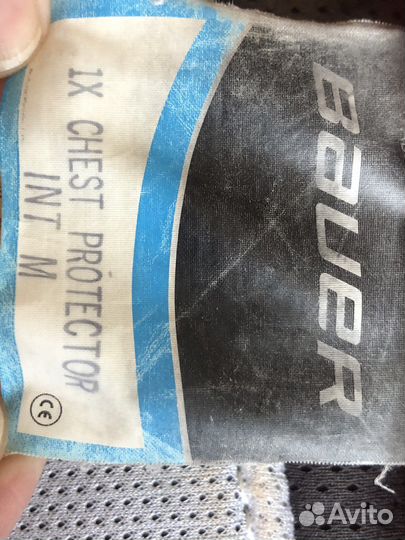 BAUER
1X CHEST PROTECTOR
INT M
CE
Avito